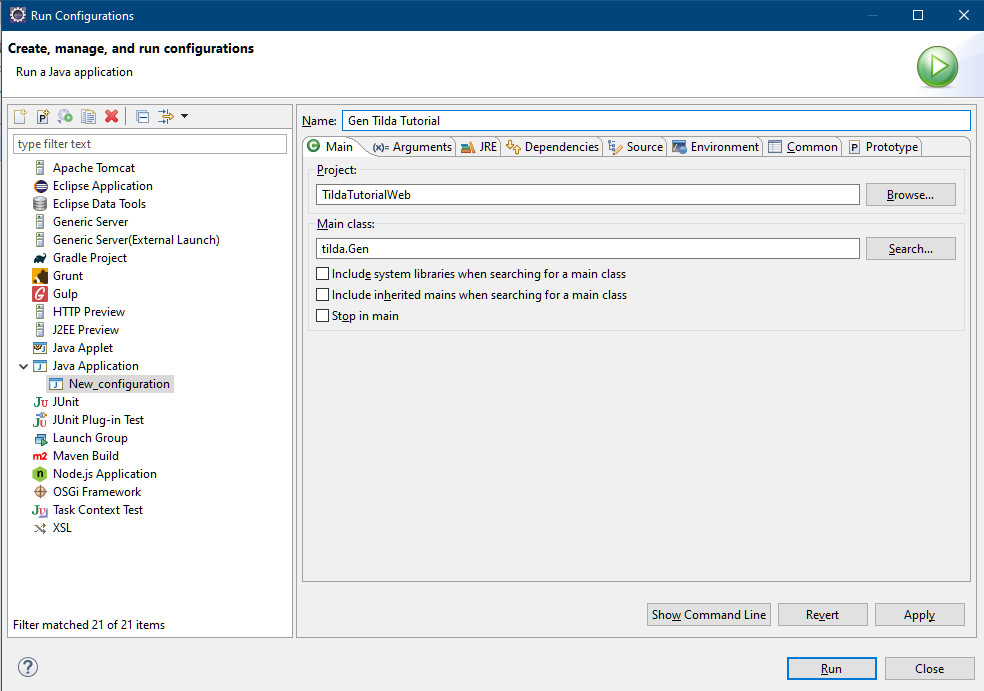 Run Configurations
Create, manage, and run configurations
Run a Java application
type filter text
Apache Tomcat
Eclipse Application
Eclipse Data Tools
Generic Server
Generic Server(External Launch)
Gradle Project
Grunt
Gulp
HTTP Preview
J2EE Preview
Java Applet
Java Application
New_configuration
JUnit
JUnit Plug-in Test
Launch Group
Maven Build
Node.js Application
OSGi Framework
Task Context Test
XSL
Filter matched 21 of 21 items
Name: Gen Tilda Tutorial
Main (x)= Arguments JRE Dependencies Source Environment Common Prototype
Project:
TildaTutorialWeb Browse...
Main class:
tilda.Gen Search...
Include system libraries when searching for a main class
Include inherited mains when searching for a main class
Stop in main
Show Command Line Revert Apply
Run Close